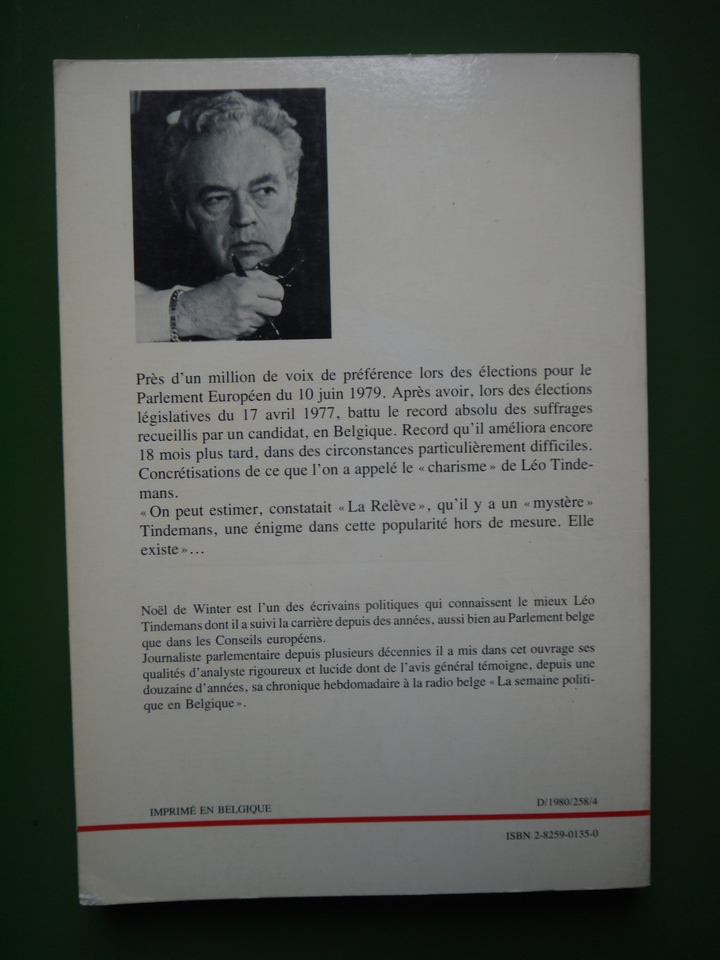 Près d'un million de voix de préférence lors des élections pour le
Parlement Européen du 10 juin 1979. Après avoir, lors des élections
législatives du 17 avril 1977, battu le record absolu des suffrages
recueillis par un candidat, en Belgique. Record qu'il améliora encore
18 mois plus tard, dans des circonstances particulièrement difficiles.
Concrétisations de ce que l'on a appelé le « charisme » de Léo Tinde-
mans.
« On peut estimer, constatait « La Relève », qu'il y a un « mystère »
Tindemans, une énigme dans cette popularité hors de mesure. Elle
existe »...
Noël de Winter est l'un des écrivains politiques qui connaissent le mieux Léo
Tindemans dont il a suivi la carrière depuis des années, aussi bien au Parlement belge
que dans les Conseils européens.
Journaliste parlementaire depuis plusieurs décennies il a mis dans cet ouvrage ses
qualités d'analyste rigoureux et lucide dont de l'avis général témoigne, depuis une
douzaine d'années, sa chronique hebdomadaire à la radio belge « La semaine politi-
que en Belgique ».
IMPRIMÉ EN BELGIQUE
D/1980/258/4
ISBN 2-8259-0135-0